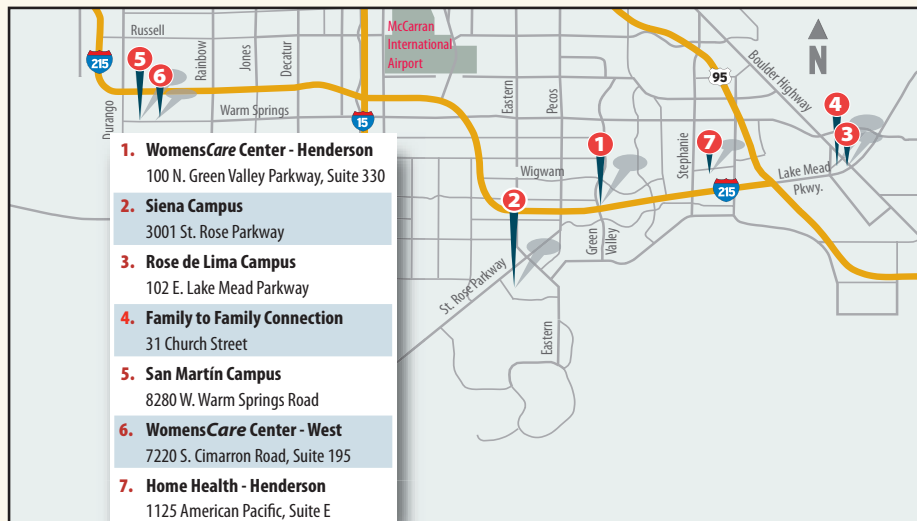 Russell
Rainbow
Jones
Decatur
McCarran
International
Airport
215
5
6
Durango
Warm Springs
15
Eastern
Pecos
95
Boulder Highway
N
4
3
1
7
Stephanie
Wigwam
2
215
Lake Mead
Pkwy.
Green
Valley
St. Rose Parkway
Eastern
1. WomensCare Center - Henderson
100 N. Green Valley Parkway, Suite 330
2. Siena Campus
3001 St. Rose Parkway
3. Rose de Lima Campus
102 E. Lake Mead Parkway
4. Family to Family Connection
31 Church Street
5. San Martín Campus
8280 W. Warm Springs Road
6. WomensCare Center - West
7220 S. Cimarron Road, Suite 195
7. Home Health - Henderson
1125 American Pacific, Suite E